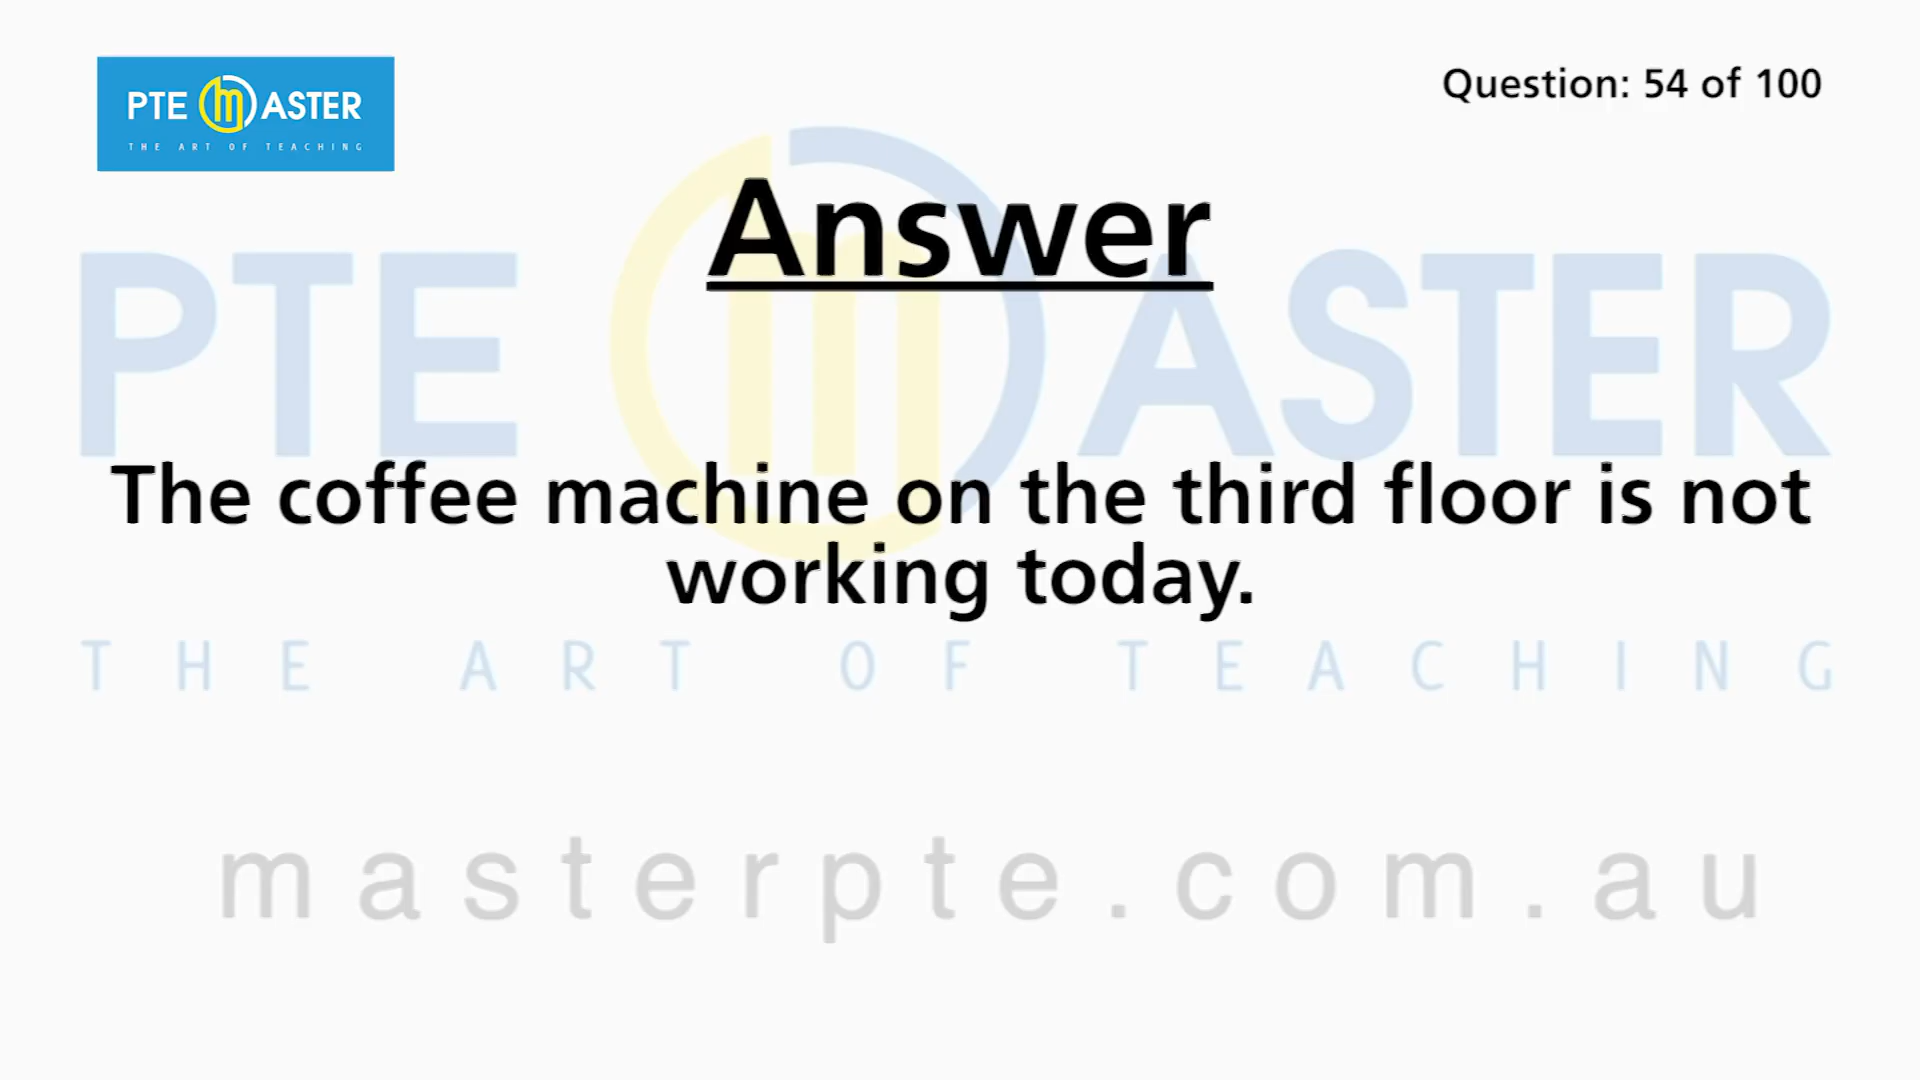 PTE MASTER
THE ART OF TEACHING
Question: 54 of 100
Answer
PTE MASTER
The coffee machine on the third floor is not
working today.
THE ART OF TEACHING
masterpte.com.au